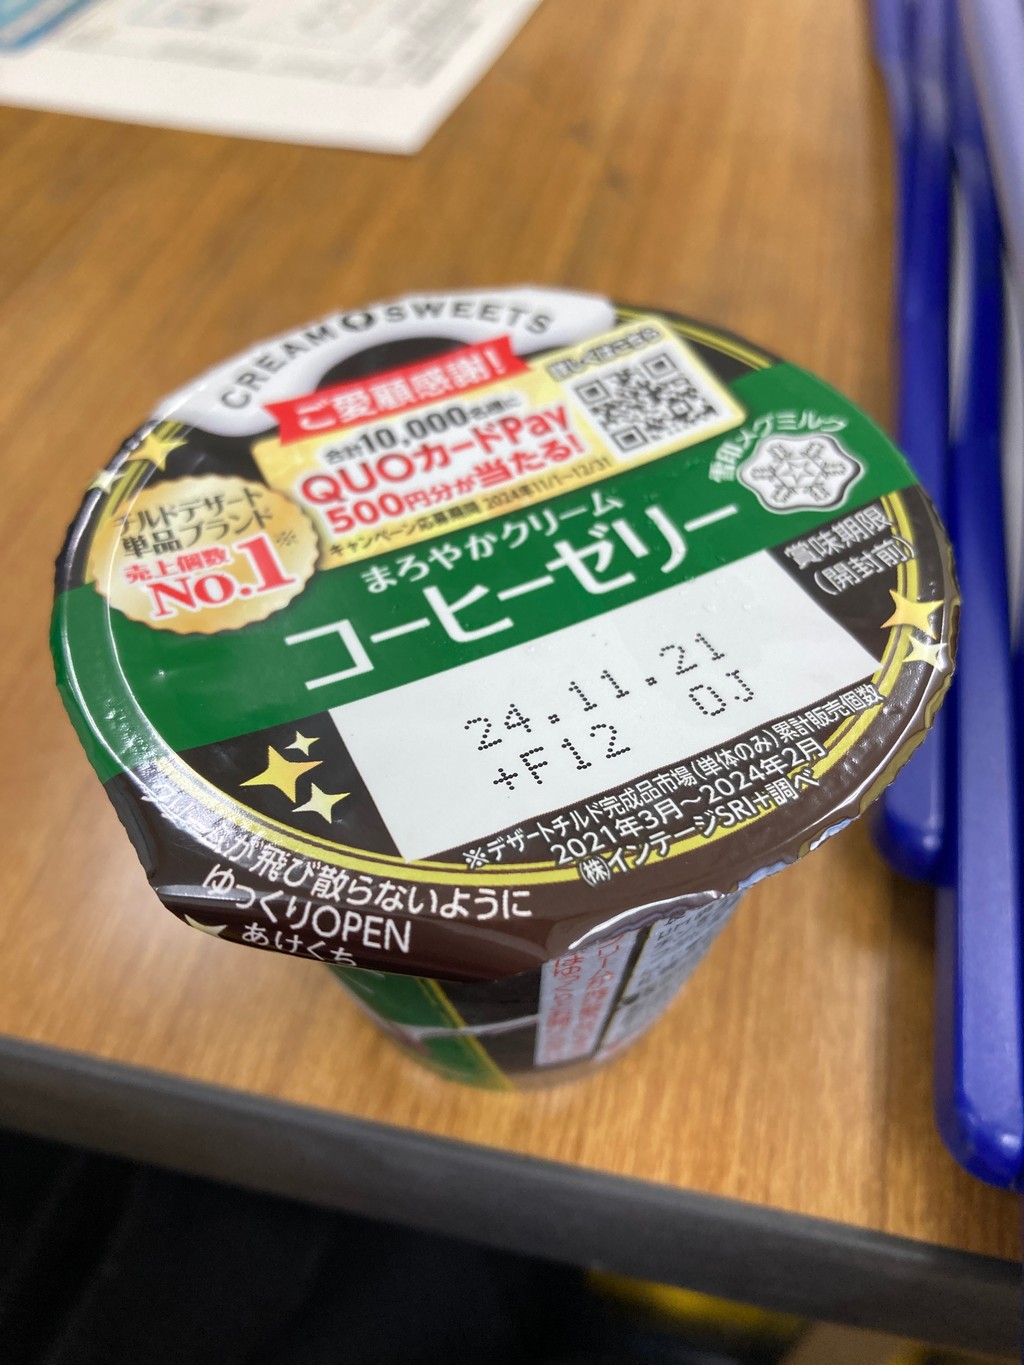 CREAM SWEETS
ご愛顧感謝!
合計10,000名様に
QUOカードPay
500円分が当たる!
キャンペーン応募期間 2024年11/1~12/31
詳しくはこちら
雪印メグミルク
チルドデザート
単品ブランド
売上個数※
No.1
まろやかクリーム
コーヒーゼリー
賞味期限
(開封前)
24.11.21
+F12 DJ
※デザートチルド完成品市場(単体のみ)累計販売個数
2021年3月～2024年2月
㈱インテージSRI+調べ
が飛び散らないように
ゆっくりOPEN
あけくち